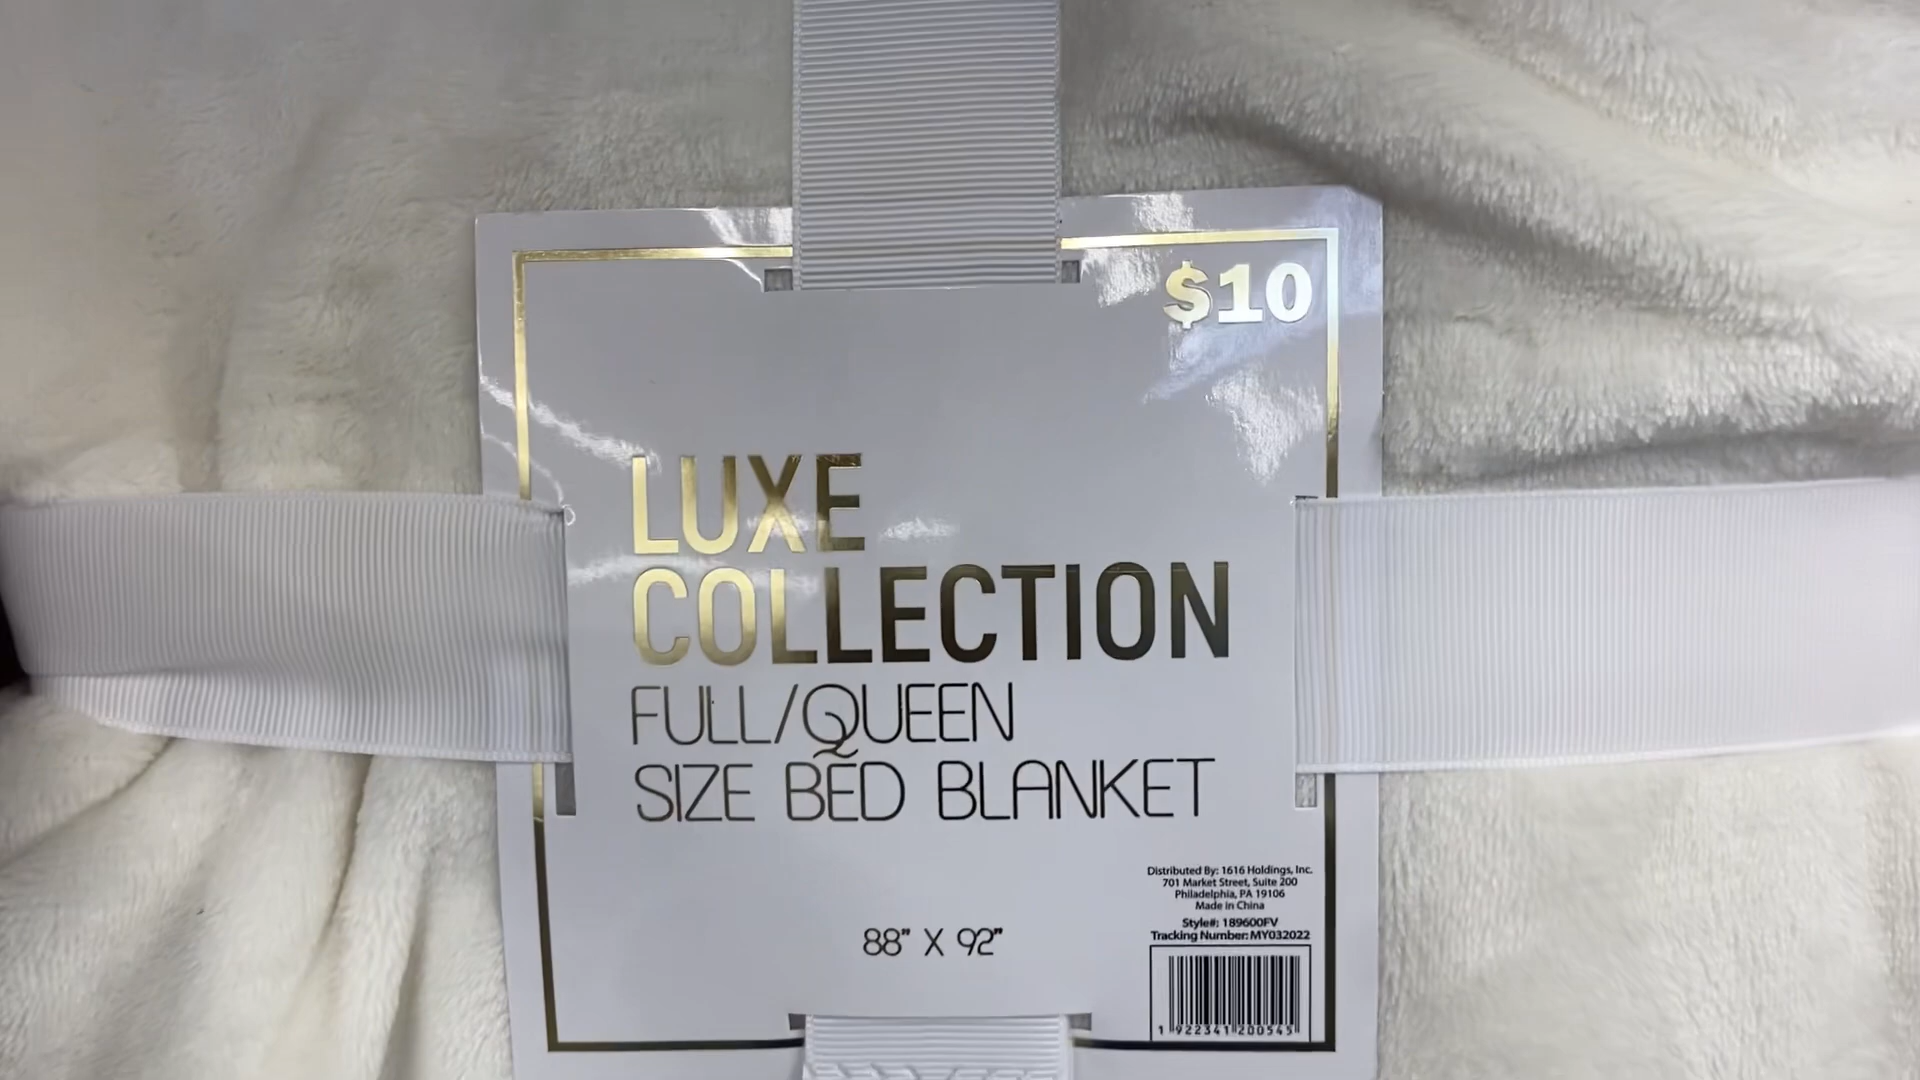 $10
LUXE
COLLECTION
FULL/QUEEN
SIZE BED BLANKET
88" X 92"
Distributed By: 1616 Holdings, Inc.
701 Market Street, Suite 200
Philadelphia, PA 19106
Made in China
Style#: 189600FV
Tracking Number: MY032022
1 922341 200545